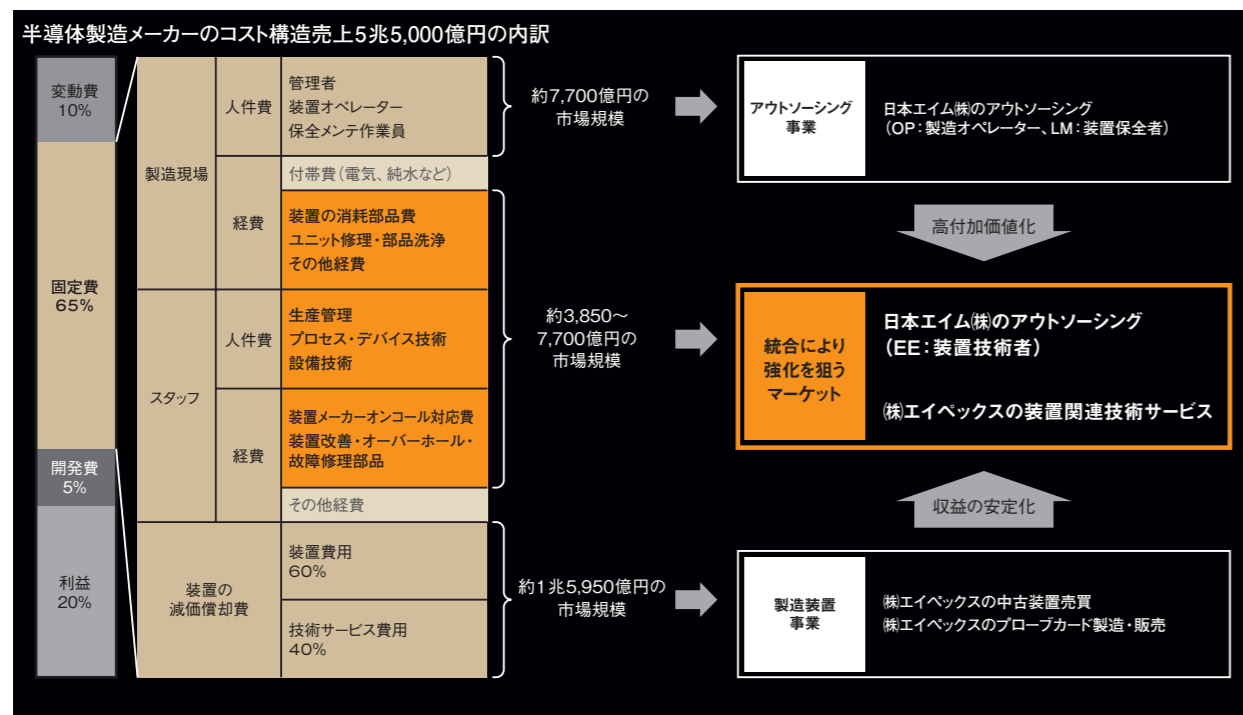 半導体製造メーカーのコスト構造売上5兆5,000億円の内訳
変動費
10%
固定費
65%
開発費
5%
利益
20%
製造現場
人件費
管理者
装置オペレーター
保全メンテ作業員
経費
付帯費(電気、純水など)
装置の消耗部品費
ユニット修理・部品洗浄
その他経費
スタッフ
人件費
生産管理
プロセス・デバイス技術
設備技術
経費
装置メーカーオンコール対応費
装置改善・オーバーホール・
故障修理部品
その他経費
装置の
減価償却費
装置費用
60%
技術サービス費用
40%
約7,700億円の
市場規模
約3,850〜
7,700億円の
市場規模
約1兆5,950億円の
市場規模
アウトソーシング
事業
日本エイム㈱のアウトソーシング
(OP:製造オペレーター、LM:装置保全者)
高付加価値化
統合により
強化を狙う
マーケット
日本エイム㈱のアウトソーシング
(EE:装置技術者)
㈱エイペックスの装置関連技術サービス
収益の安定化
製造装置
事業
㈱エイペックスの中古装置売買
㈱エイペックスのプローブカード製造・販売